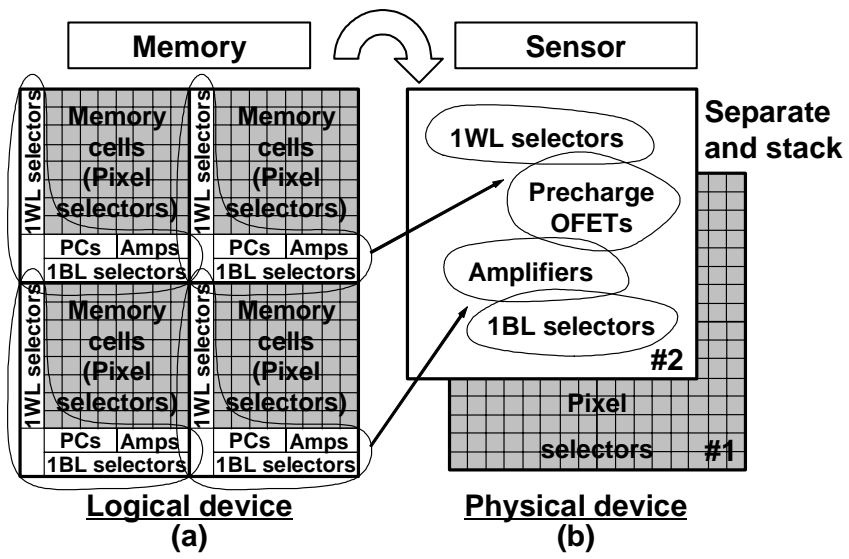 Memory
Sensor
1WL selectors
Memory
cells
(Pixel
selectors)
PCs
Amps
1BL selectors
1WL selectors
Memory
cells
(Pixel
selectors)
PCs
Amps
1BL selectors
1WL selectors
Memory
cells
(Pixel
selectors)
PCs
Amps
1BL selectors
1WL selectors
Memory
cells
(Pixel
selectors)
PCs
Amps
1BL selectors
Logical device
(a)
Separate
and stack
1WL selectors
Precharge
OFETs
Amplifiers
1BL selectors
#2
Pixel
selectors
#1
Physical device
(b)